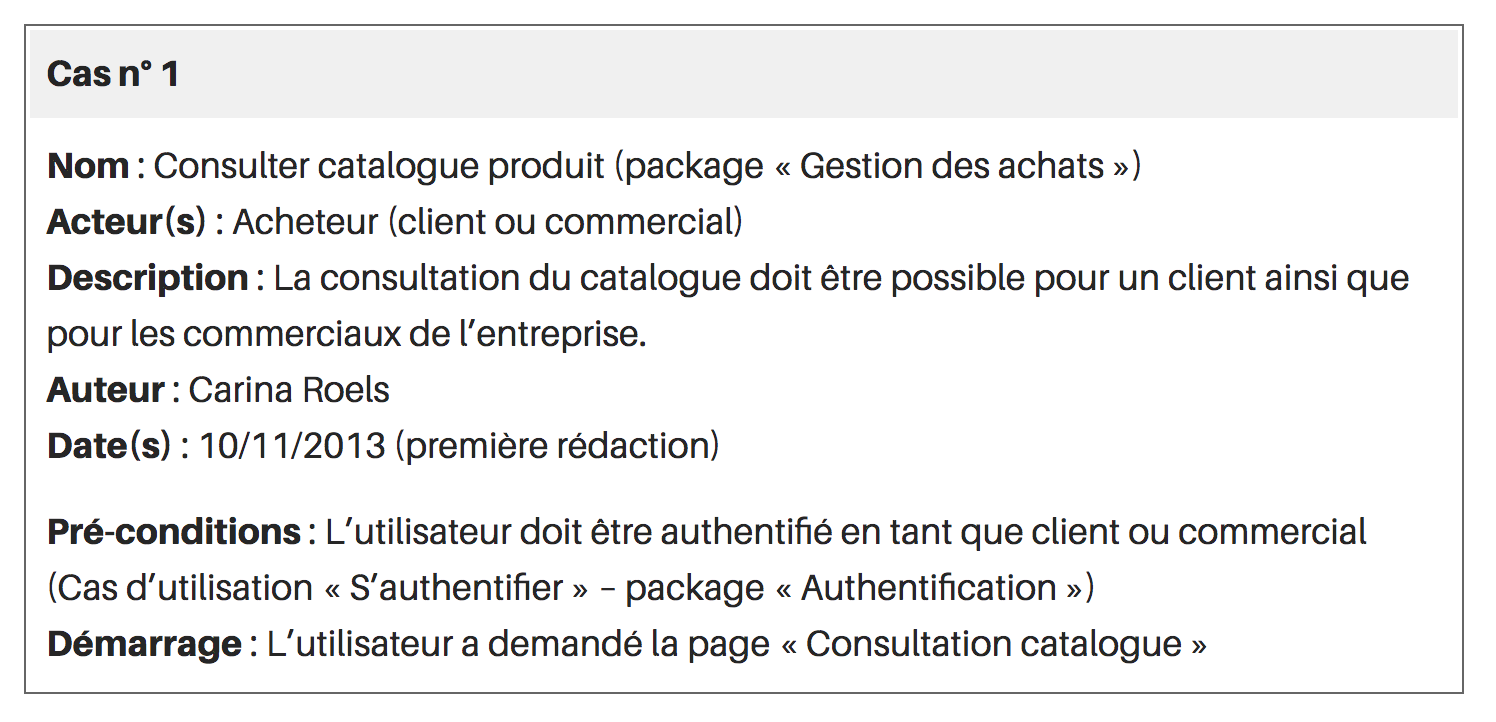 Cas n° 1
Nom : Consulter catalogue produit (package « Gestion des achats »)
Acteur(s) : Acheteur (client ou commercial)
Description : La consultation du catalogue doit être possible pour un client ainsi que
pour les commerciaux de l’entreprise.
Auteur : Carina Roels
Date(s) : 10/11/2013 (première rédaction)
Pré-conditions : L’utilisateur doit être authentifié en tant que client ou commercial
(Cas d’utilisation « S’authentifier » – package « Authentification »)
Démarrage : L’utilisateur a demandé la page « Consultation catalogue »